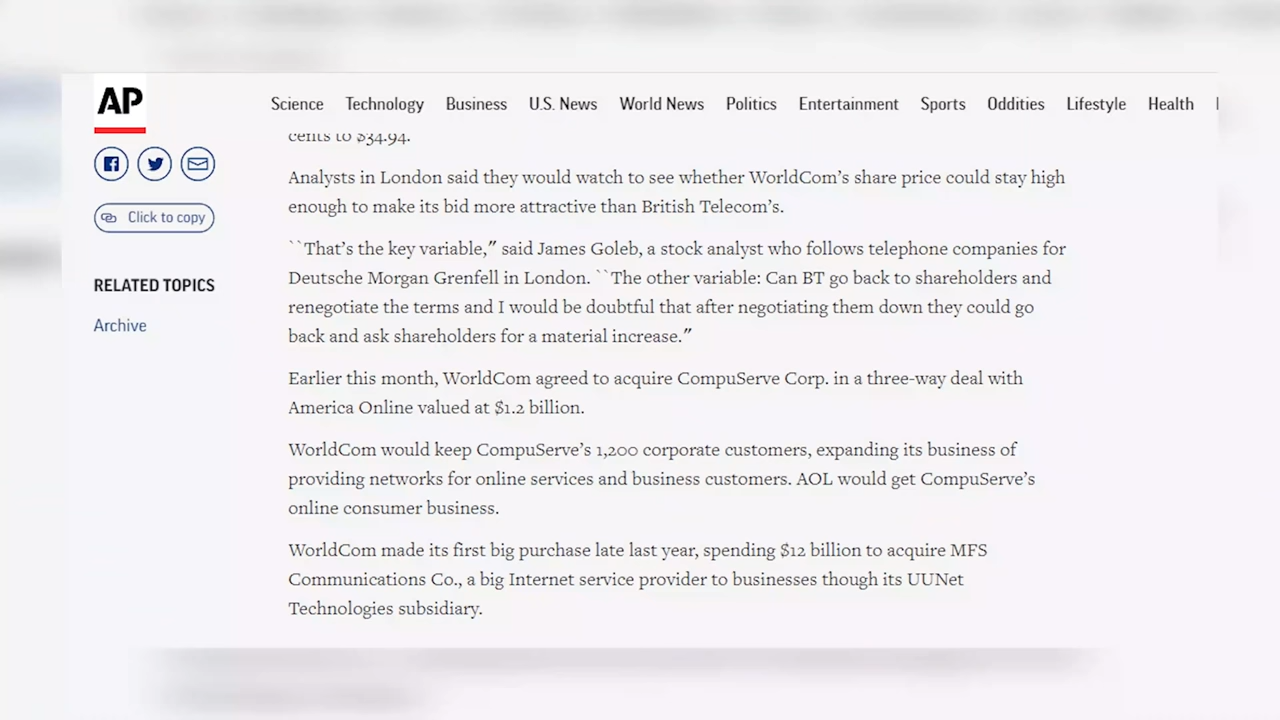 AP
Science Technology Business U.S. News World News Politics Entertainment Sports Oddities Lifestyle Health
cents to $34.94.
Click to copy
RELATED TOPICS
Archive
Analysts in London said they would watch to see whether WorldCom’s share price could stay high
enough to make its bid more attractive than British Telecom’s.
``That’s the key variable,″ said James Goleb, a stock analyst who follows telephone companies for
Deutsche Morgan Grenfell in London. ``The other variable: Can BT go back to shareholders and
renegotiate the terms and I would be doubtful that after negotiating them down they could go
back and ask shareholders for a material increase.″
Earlier this month, WorldCom agreed to acquire CompuServe Corp. in a three-way deal with
America Online valued at $1.2 billion.
WorldCom would keep CompuServe’s 1,200 corporate customers, expanding its business of
providing networks for online services and business customers. AOL would get CompuServe’s
online consumer business.
WorldCom made its first big purchase late last year, spending $12 billion to acquire MFS
Communications Co., a big Internet service provider to businesses though its UUNet
Technologies subsidiary.